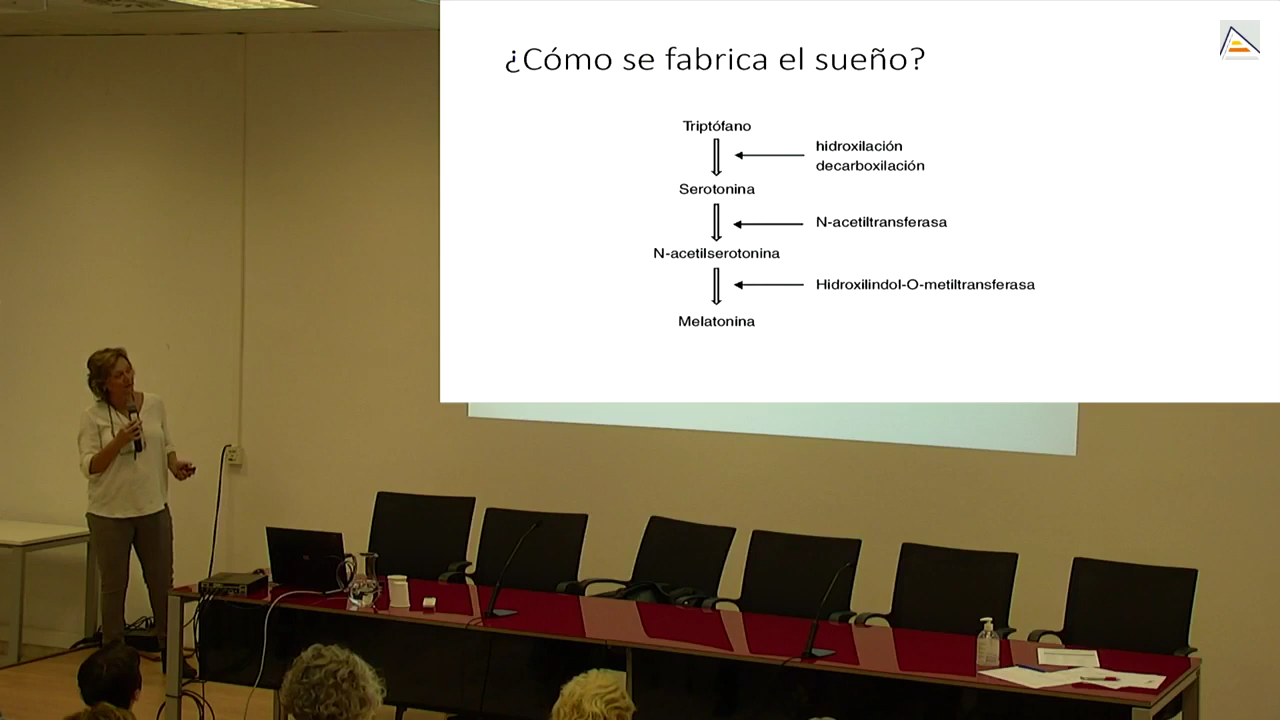 ¿Cómo se fabrica el sueño?
Triptófano
hidroxilación
decarboxilación
Serotonina
N-acetiltransferasa
N-acetilserotonina
Hidroxilindol-O-metiltransferasa
Melatonina